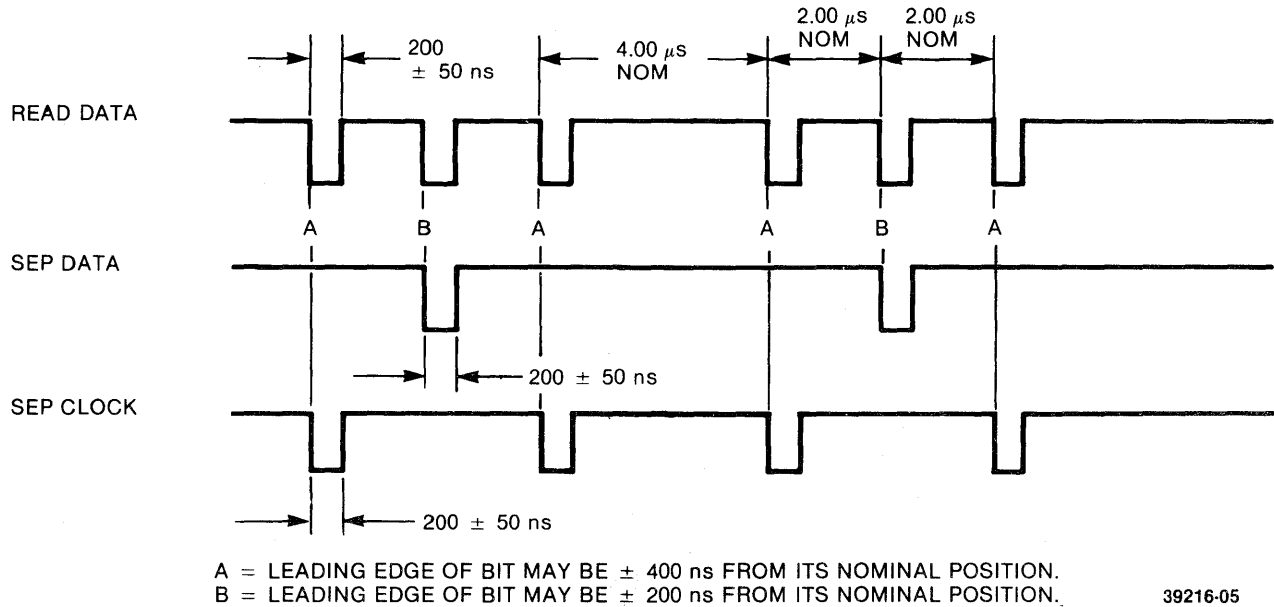 200
± 50 ns
4.00 µs
NOM
2.00 µs
NOM
2.00 µs
NOM
READ DATA
A B A A B A
SEP DATA
200 ± 50 ns
SEP CLOCK
200 ± 50 ns
A = LEADING EDGE OF BIT MAY BE ± 400 ns FROM ITS NOMINAL POSITION.
B = LEADING EDGE OF BIT MAY BE ± 200 ns FROM ITS NOMINAL POSITION.
39216-05